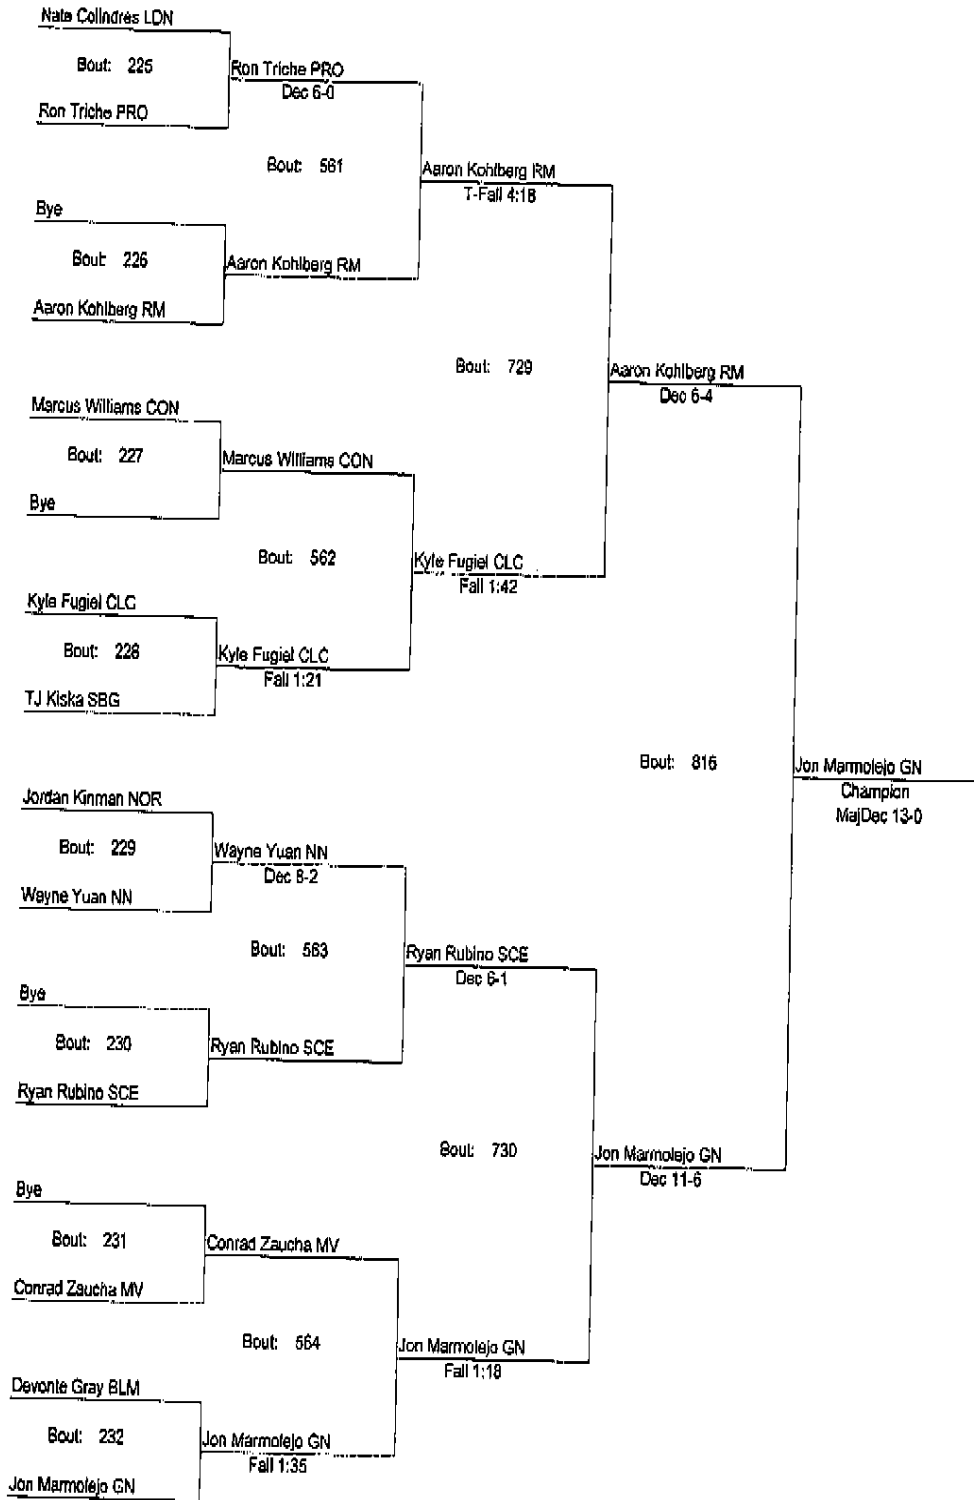 Nate Colindres LDN
Bout: 225
Ron Triche PRO
Dec 6-0
Ron Triche PRO
Bout: 561
Aaron Kohlberg RM
T-Fall 4:18
Bye
Bout: 226
Aaron Kohlberg RM
Aaron Kohlberg RM
Bout: 729
Aaron Kohlberg RM
Dec 6-4
Marcus Williams CON
Bout: 227
Marcus Williams CON
Bye
Bout: 562
Kyle Fugiel CLC
Fall 1:42
Kyle Fugiel CLC
Bout: 228
Kyle Fugiel CLC
Fall 1:21
TJ Kiska SBG
Bout: 816
Jon Marmolejo GN
Champion
MajDec 13-0
Jordan Kinman NOR
Bout: 229
Wayne Yuan NN
Dec 8-2
Wayne Yuan NN
Bout: 563
Ryan Rubino SCE
Dec 6-1
Bye
Bout: 230
Ryan Rubino SCE
Ryan Rubino SCE
Bout: 730
Jon Marmolejo GN
Dec 11-6
Bye
Bout: 231
Conrad Zaucha MV
Conrad Zaucha MV
Bout: 564
Jon Marmolejo GN
Fall 1:18
Devonte Gray BLM
Bout: 232
Jon Marmolejo GN
Fall 1:35
Jon Marmolejo GN